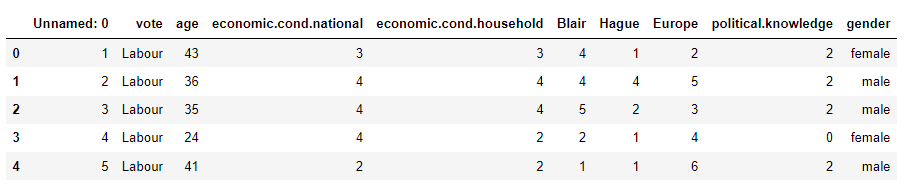 Unnamed: 0 vote age economic.cond.national economic.cond.household Blair Hague Europe political.knowledge gender
0 1 Labour 43 3 3 4 1 2 2 female
1 2 Labour 36 4 4 4 4 5 2 male
2 3 Labour 35 4 4 5 2 3 2 male
3 4 Labour 24 4 2 2 1 4 0 female
4 5 Labour 41 2 2 1 1 6 2 male